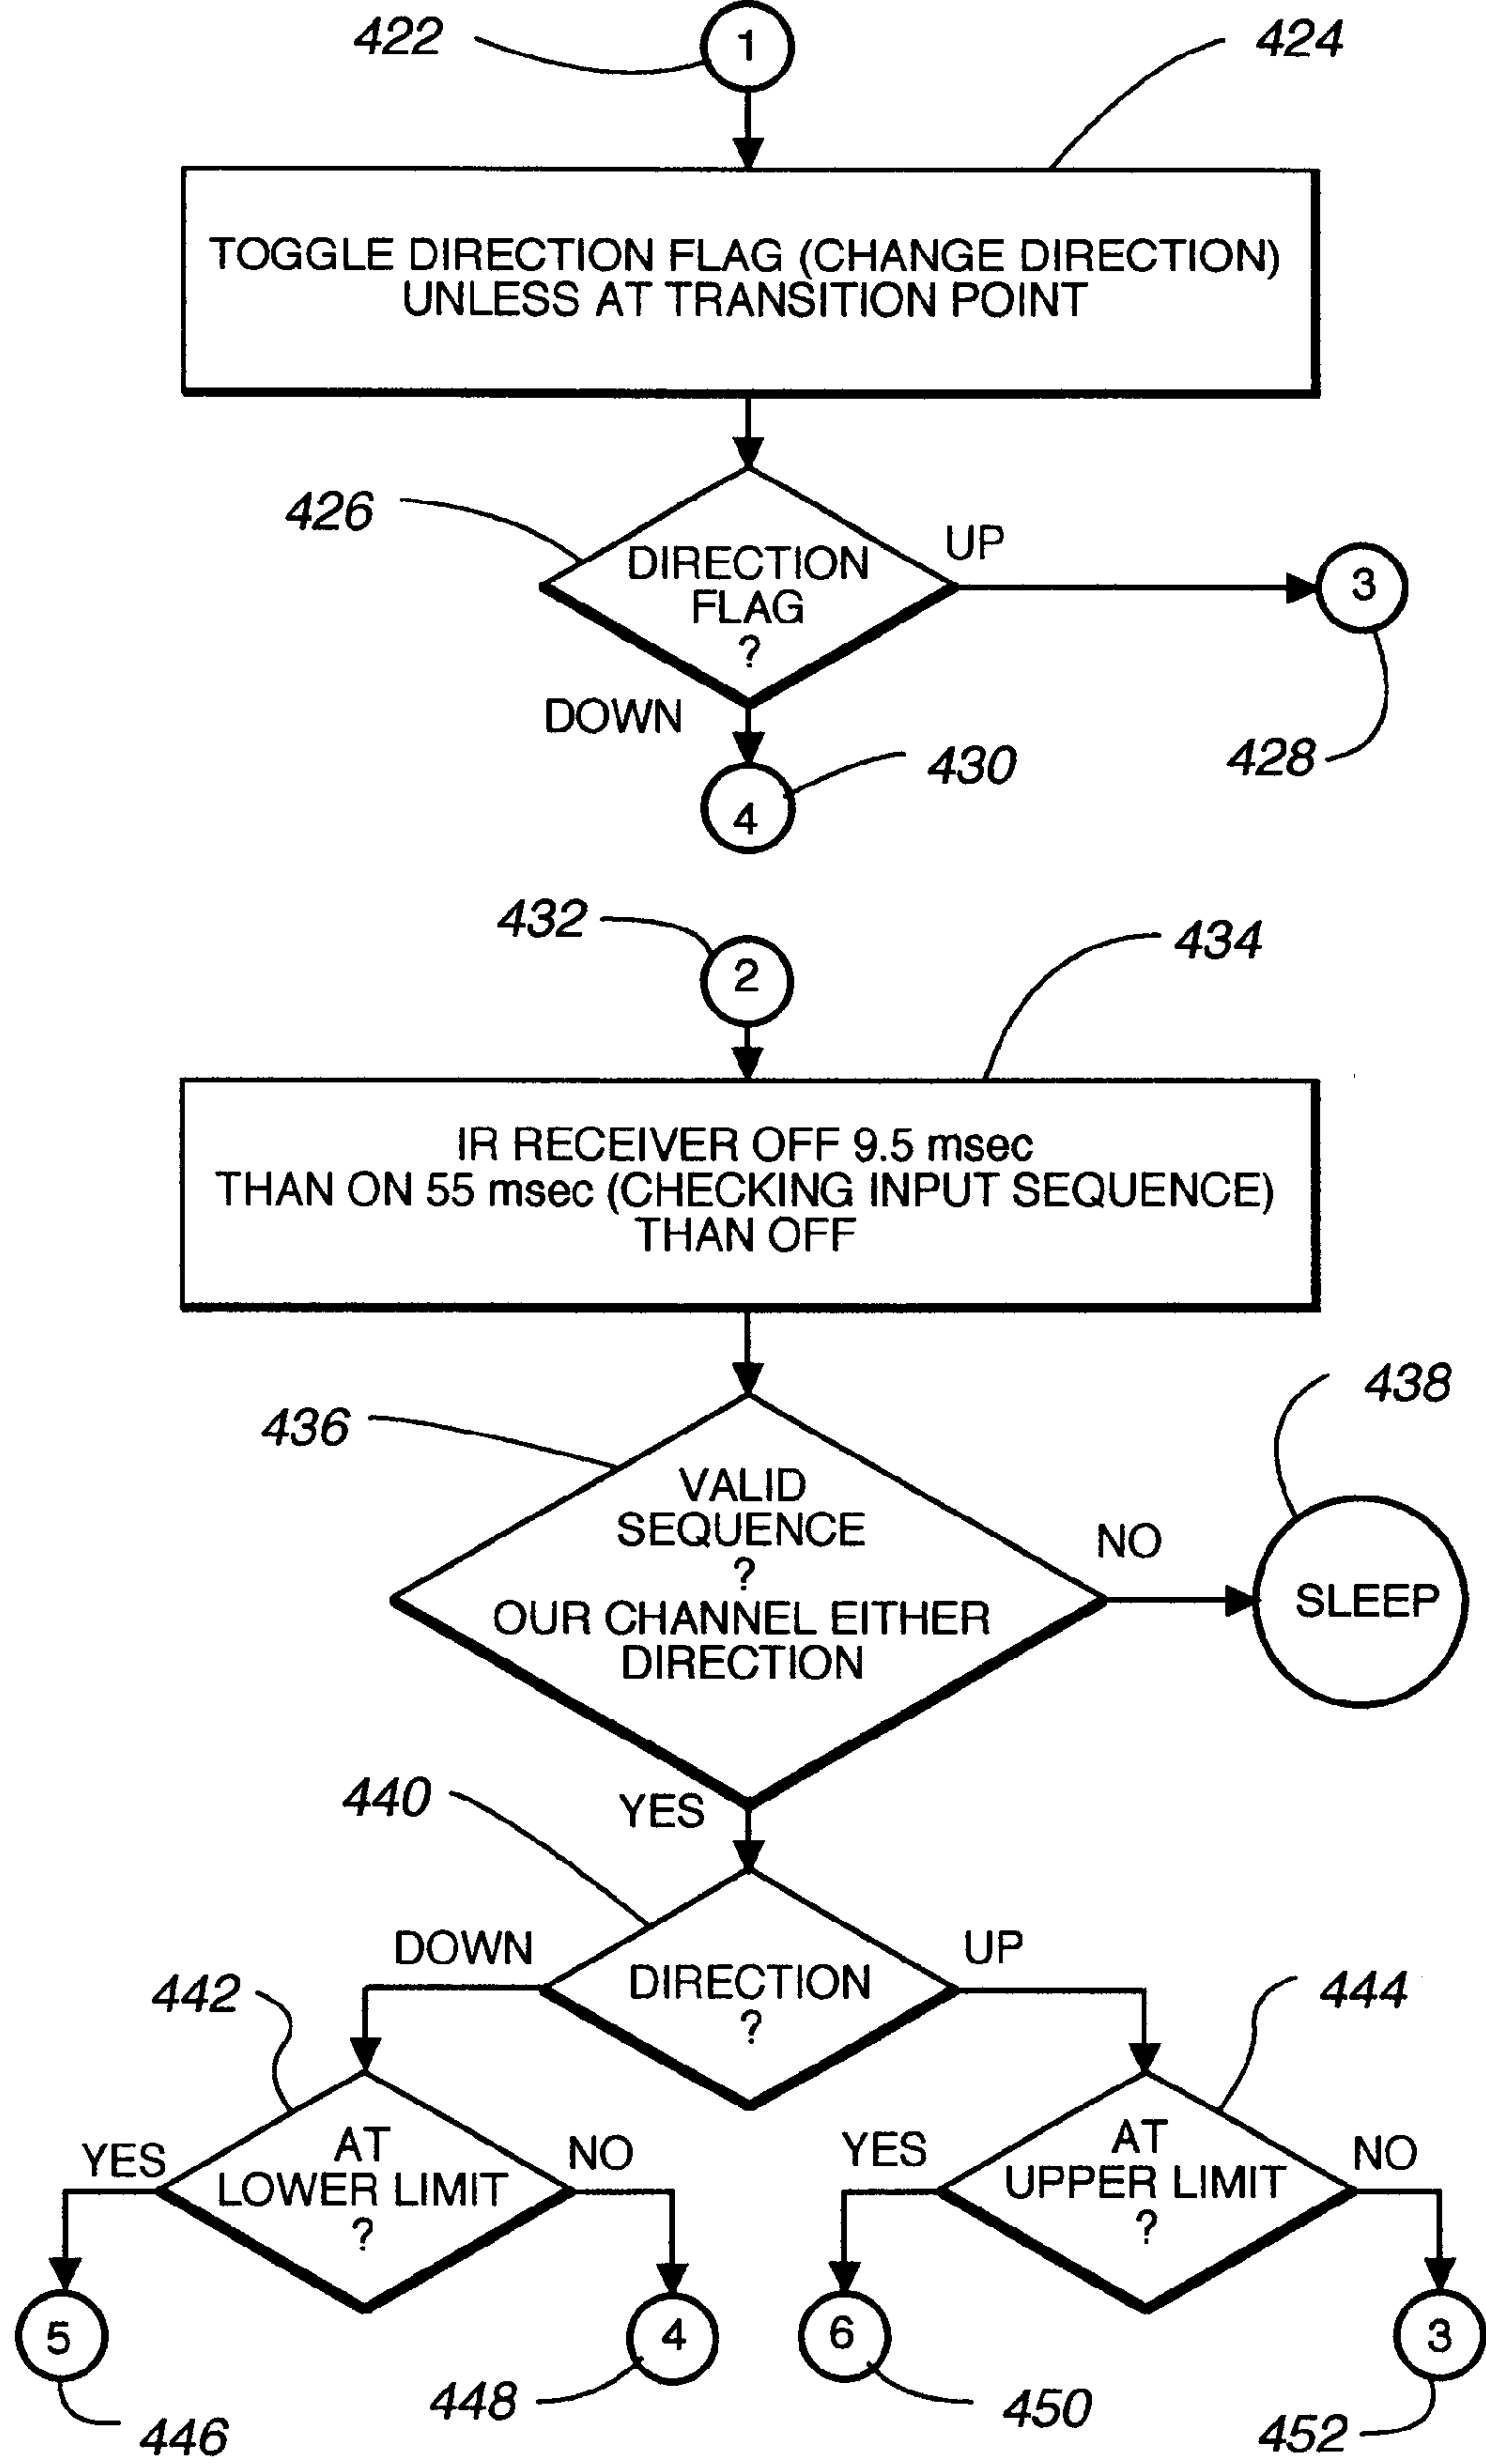 422
1
424
TOGGLE DIRECTION FLAG (CHANGE DIRECTION)
UNLESS AT TRANSITION POINT
426
DIRECTION
FLAG
?
UP
3
428
DOWN
4
430
432
2
434
IR RECEIVER OFF 9.5 msec
THAN ON 55 msec (CHECKING INPUT SEQUENCE)
THAN OFF
436
VALID
SEQUENCE
?
OUR CHANNEL EITHER
DIRECTION
NO
438
SLEEP
YES
440
DIRECTION
?
DOWN
UP
442
444
AT
LOWER LIMIT
?
YES
NO
AT
UPPER LIMIT
?
YES
NO
5
4
6
3
446
448
450
452